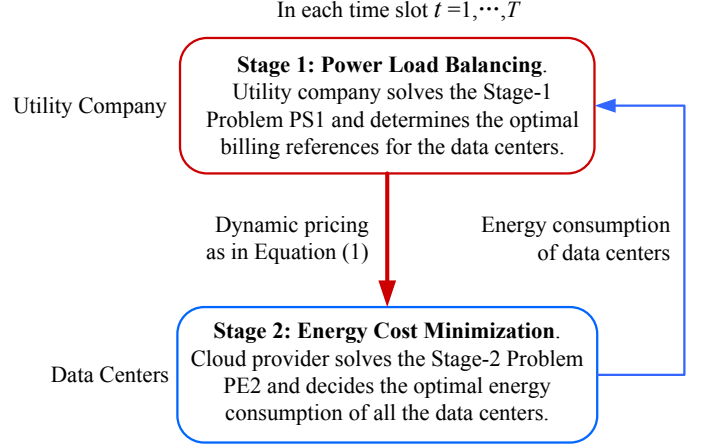 In each time slot t =1,⋯,T
Stage 1: Power Load Balancing.
Utility company solves the Stage-1
Problem PS1 and determines the optimal
billing references for the data centers.
Utility Company
Dynamic pricing
as in Equation (1)
Energy consumption
of data centers
Stage 2: Energy Cost Minimization.
Cloud provider solves the Stage-2 Problem
PE2 and decides the optimal energy
consumption of all the data centers.
Data Centers